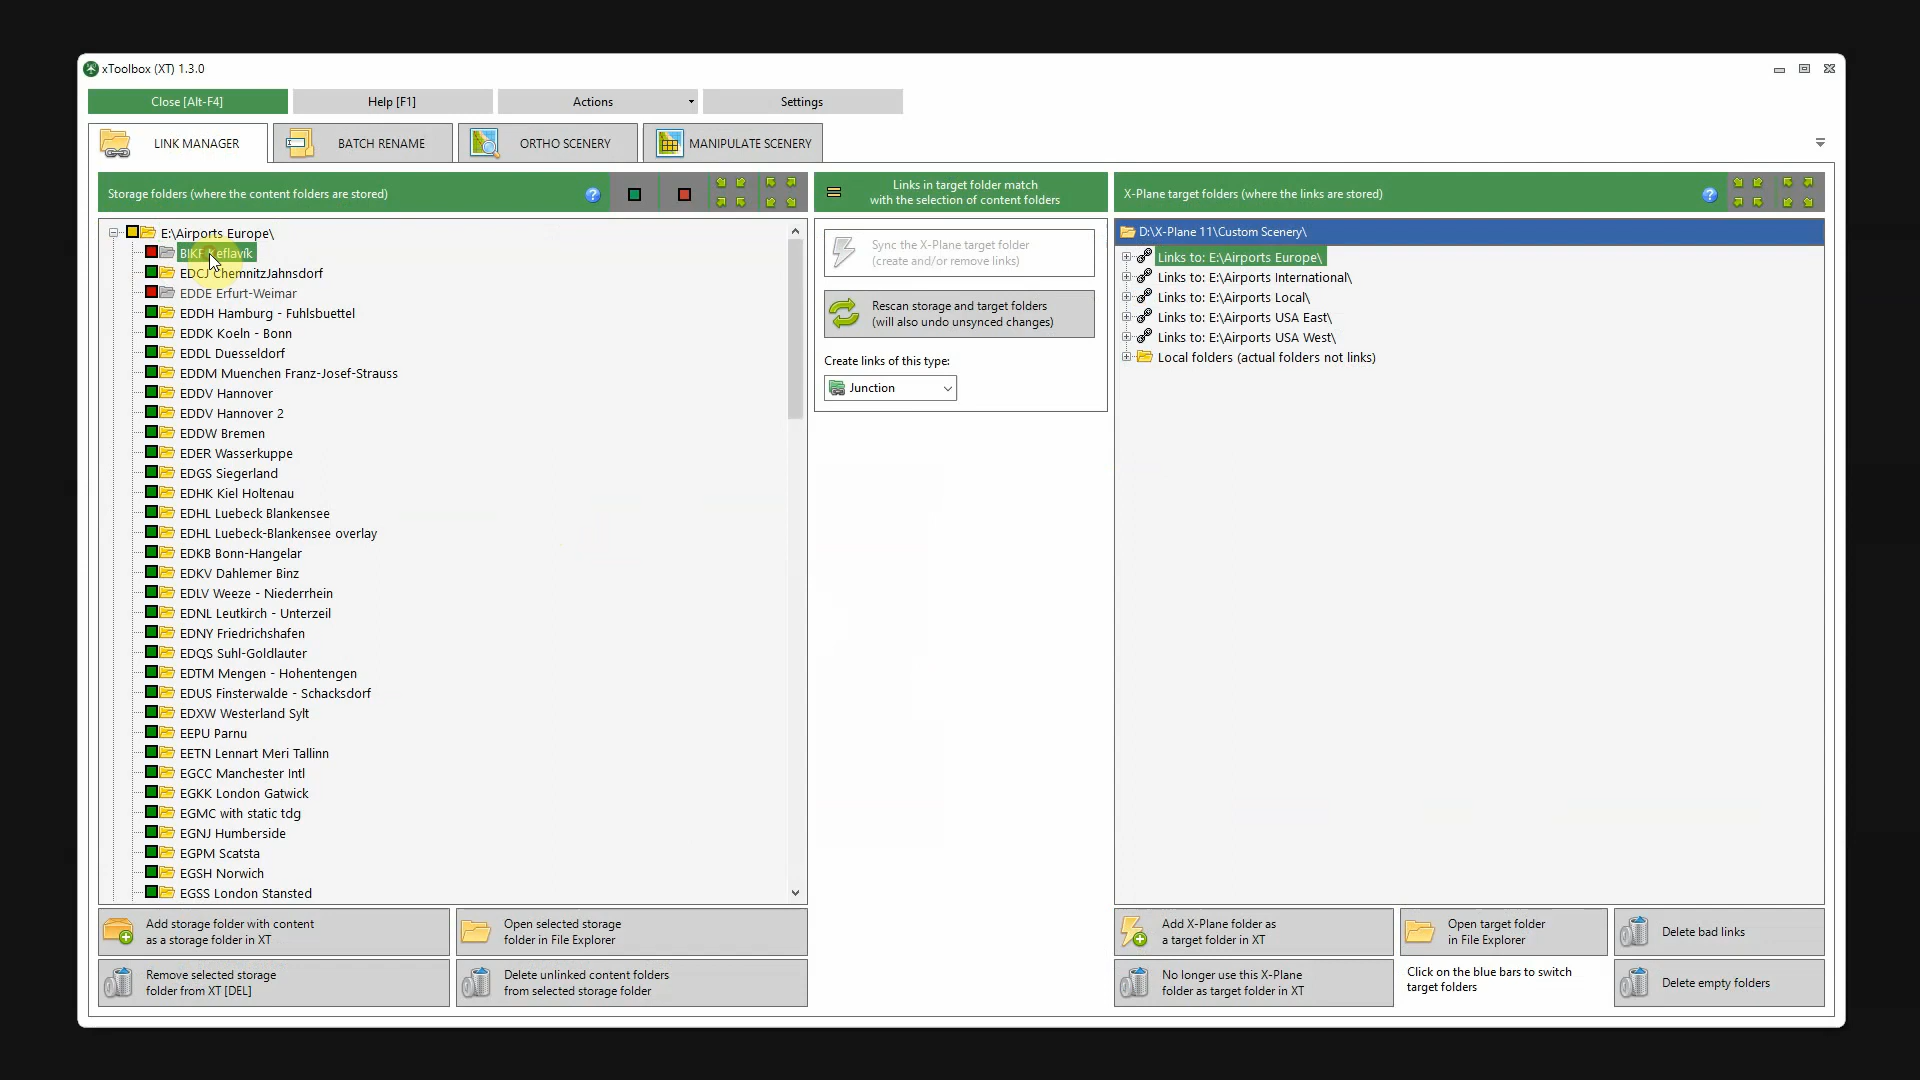 xToolbox (XT) 1.3.0
Close [Alt-F4]
Help [F1]
Actions
Settings
LINK MANAGER
BATCH RENAME
ORTHO SCENERY
MANIPULATE SCENERY
Storage folders (where the content folders are stored)
E:\Airports Europe\
BIKF Keflavík
EDCJ ChemnitzJahnsdorf
EDDE Erfurt-Weimar
EDDH Hamburg - Fuhlsbuettel
EDDK Koeln - Bonn
EDDL Duesseldorf
EDDM Muenchen Franz-Josef-Strauss
EDDV Hannover
EDDV Hannover 2
EDDW Bremen
EDER Wasserkuppe
EDGS Siegerland
EDHK Kiel Holtenau
EDHL Luebeck Blankensee
EDHL Luebeck-Blankensee overlay
EDKB Bonn-Hangelar
EDKV Dahlemer Binz
EDLV Weeze - Niederrhein
EDNL Leutkirch - Unterzeil
EDNY Friedrichshafen
EDQS Suhl-Goldlauter
EDTM Mengen - Hohentengen
EDUS Finsterwalde - Schacksdorf
EDXW Westerland Sylt
EEPU Parnu
EETN Lennart Meri Tallinn
EGCC Manchester Intl
EGKK London Gatwick
EGMC with static tdg
EGNJ Humberside
EGPM Scatsta
EGSH Norwich
EGSS London Stansted
Add storage folder with content
as a storage folder in XT
Open selected storage
folder in File Explorer
Remove selected storage
folder from XT [DEL]
Delete unlinked content folders
from selected storage folder
Links in target folder match
with the selection of content folders
Sync the X-Plane target folder
(create and/or remove links)
Rescan storage and target folders
(will also undo unsynced changes)
Create links of this type:
Junction
X-Plane target folders (where the links are stored)
D:\X-Plane 11\Custom Scenery\
Links to: E:\Airports Europe\
Links to: E:\Airports International\
Links to: E:\Airports Local\
Links to: E:\Airports USA East\
Links to: E:\Airports USA West\
Local folders (actual folders not links)
Add X-Plane folder as
a target folder in XT
Open target folder
in File Explorer
Delete bad links
No longer use this X-Plane
folder as target folder in XT
Click on the blue bars to switch
target folders
Delete empty folders